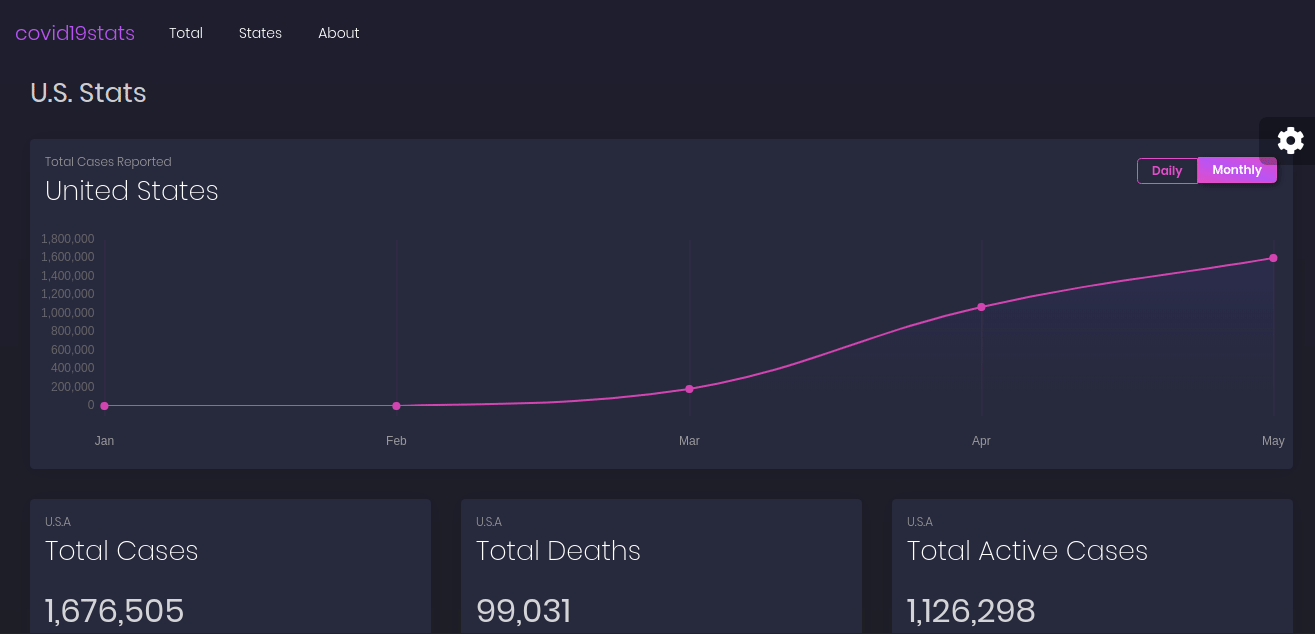 covid19stats Total States About
U.S. Stats
Total Cases Reported
United States
Daily Monthly
1,800,000
1,600,000
1,400,000
1,200,000
1,000,000
800,000
600,000
400,000
200,000
0
Jan Feb Mar Apr May
U.S.A
Total Cases
1,676,505
U.S.A
Total Deaths
99,031
U.S.A
Total Active Cases
1,126,298